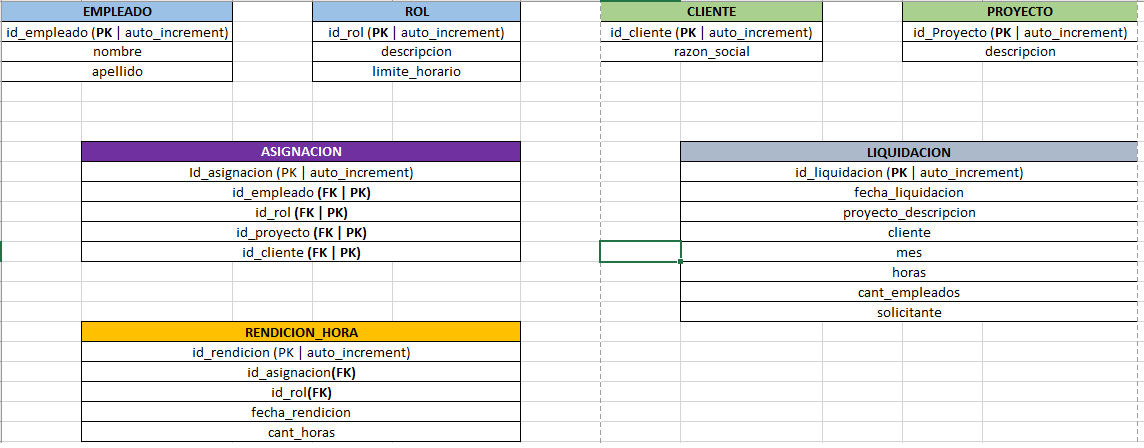 EMPLEADO
id_empleado (PK | auto_increment)
nombre
apellido
ROL
id_rol (PK | auto_increment)
descripcion
limite_horario
CLIENTE
id_cliente (PK | auto_increment)
razon_social
PROYECTO
id_Proyecto (PK | auto_increment)
descripcion
ASIGNACION
Id_asignacion (PK | auto_increment)
id_empleado (FK | PK)
id_rol (FK | PK)
id_proyecto (FK | PK)
id_cliente (FK | PK)
LIQUIDACION
id_liquidacion (PK | auto_increment)
fecha_liquidacion
proyecto_descripcion
cliente
mes
horas
cant_empleados
solicitante
RENDICION_HORA
id_rendicion (PK | auto_increment)
id_asignacion(FK)
id_rol(FK)
fecha_rendicion
cant_horas